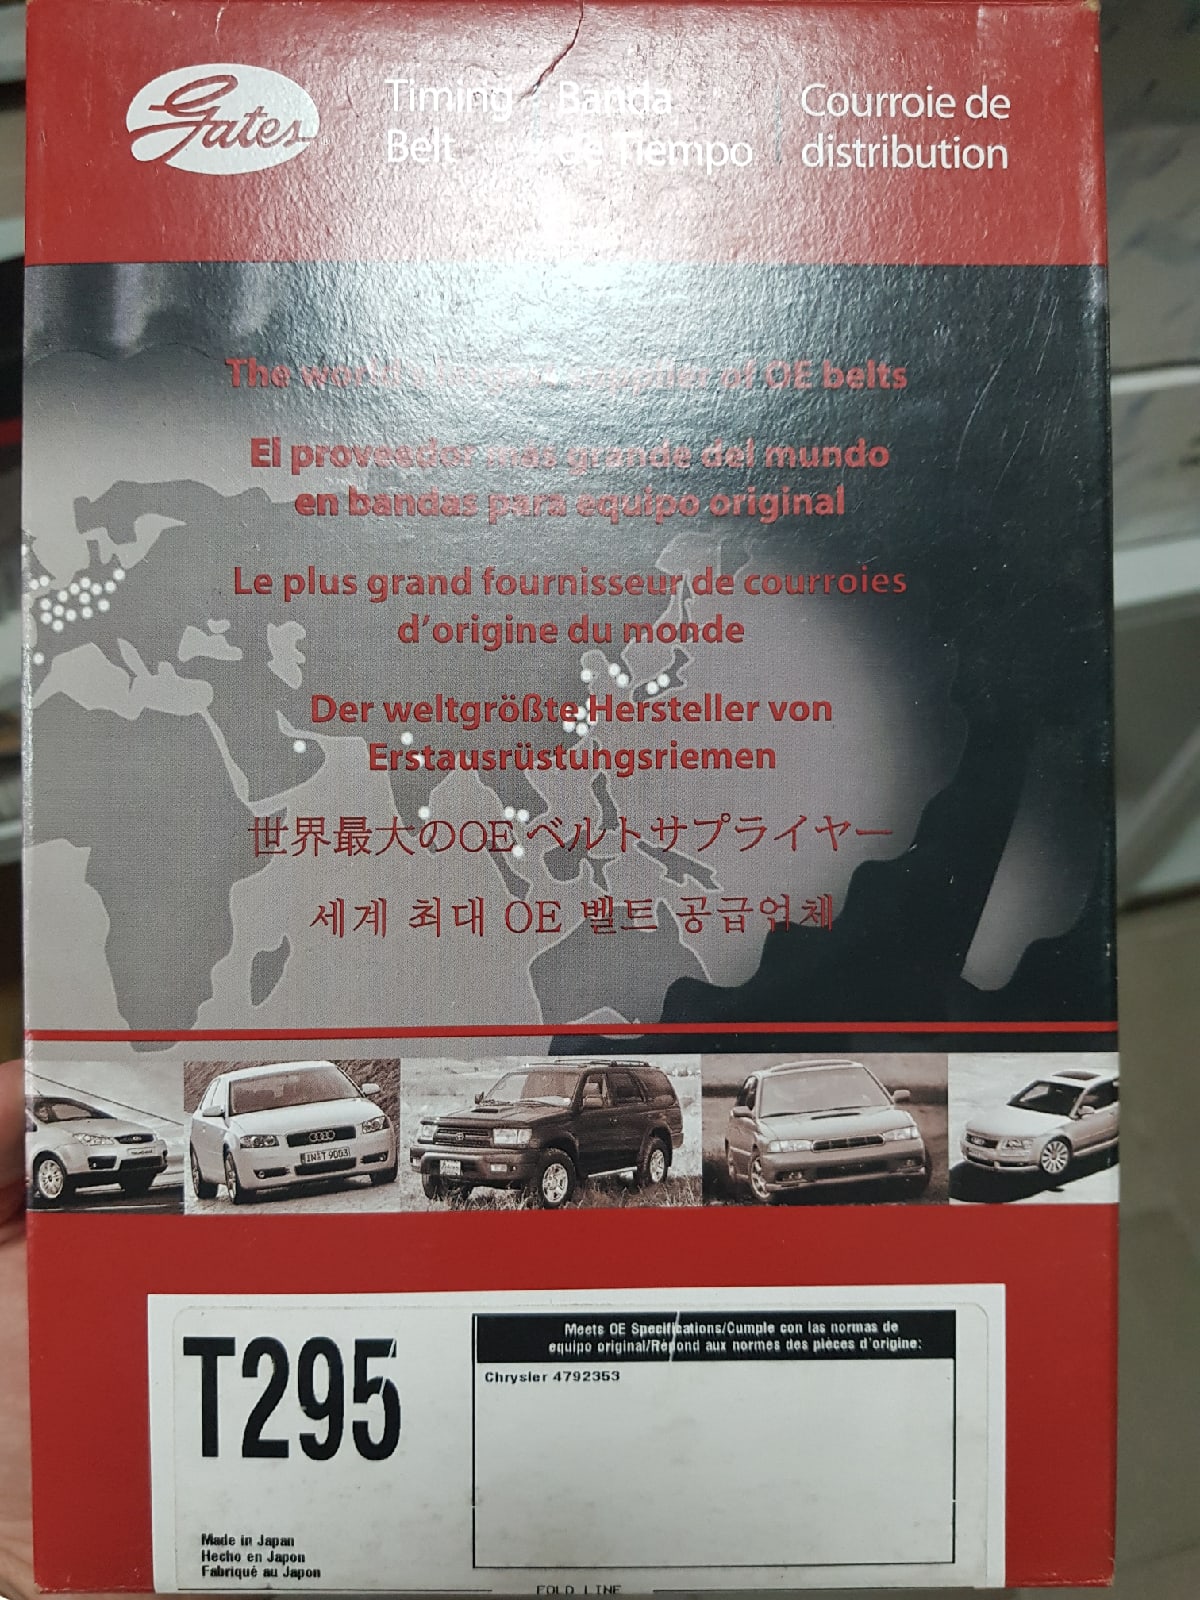 Gates
Timing
Belt
Banda
de Tiempo
Courroie de
distribution
The world's largest supplier of OE belts
El proveedor más grande del mundo
en bandas para equipo original
Le plus grand fournisseur de courroies
d'origine du monde
Der weltgrößte Hersteller von
Erstausrüstungsriemen
世界最大のOE ベルトサプライヤー
세계 최대 OE 벨트 공급업체
T295
Meets OE Specifications/Cumple con las normas de
equipo original/Répond aux normes des pièces d'origine:
Chrysler 4792353
Made in Japan
Hecho en Japon
Fabriqué au Japon
FOLD LINE